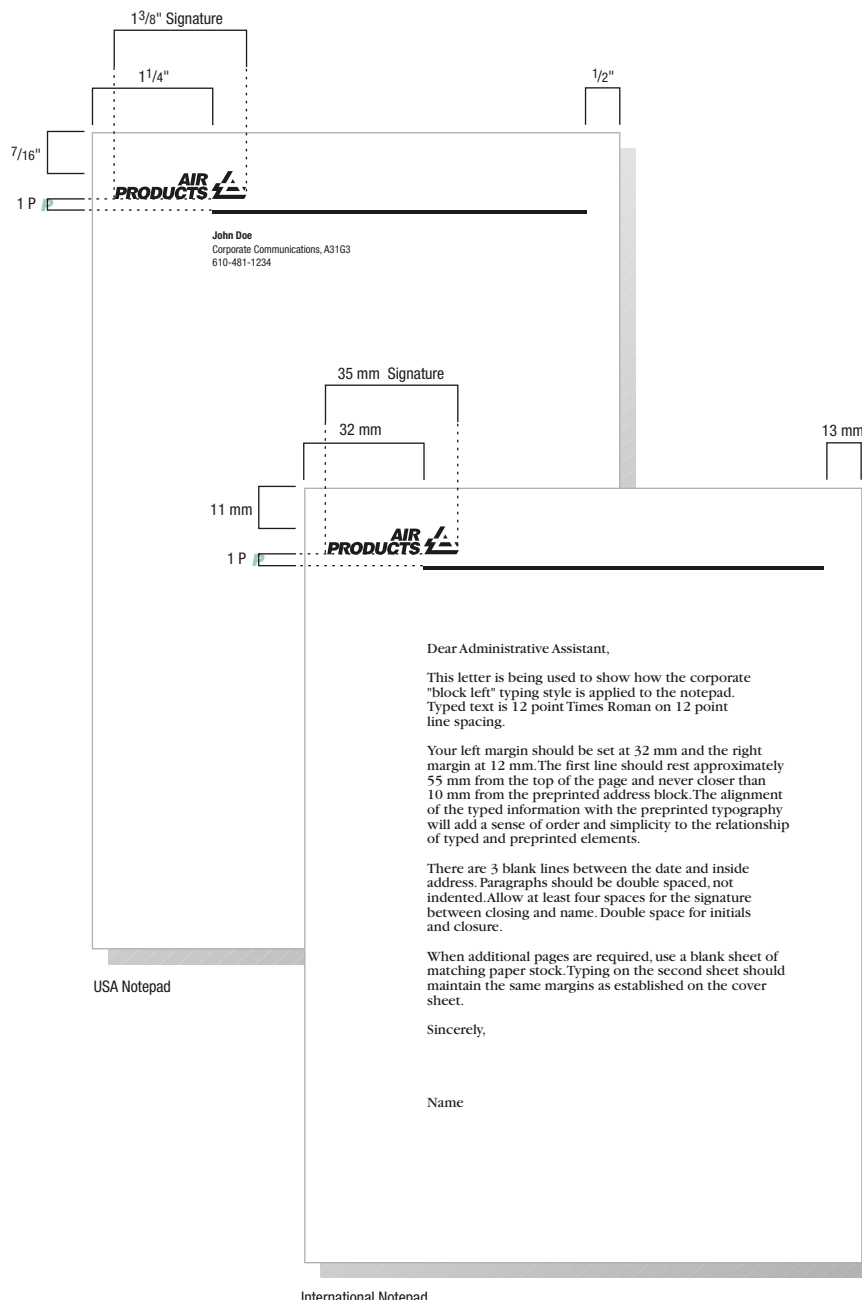 1 3/8" Signature
1 1/4"
1/2"
7/16"
AIR
PRODUCTS
1 P P
John Doe
Corporate Communications, A31G3
610-481-1234
35 mm Signature
32 mm
13 mm
11 mm
AIR
PRODUCTS
1 P P
Dear Administrative Assistant,
This letter is being used to show how the corporate
"block left" typing style is applied to the notepad.
Typed text is 12 point Times Roman on 12 point
line spacing.
Your left margin should be set at 32 mm and the right
margin at 12 mm. The first line should rest approximately
55 mm from the top of the page and never closer than
10 mm from the preprinted address block. The alignment
of the typed information with the preprinted typography
will add a sense of order and simplicity to the relationship
of typed and preprinted elements.
There are 3 blank lines between the date and inside
address. Paragraphs should be double spaced, not
indented. Allow at least four spaces for the signature
between closing and name. Double space for initials
and closure.
When additional pages are required, use a blank sheet of
matching paper stock. Typing on the second sheet should
maintain the same margins as established on the cover
sheet.
Sincerely,
Name
USA Notepad
International Notepad